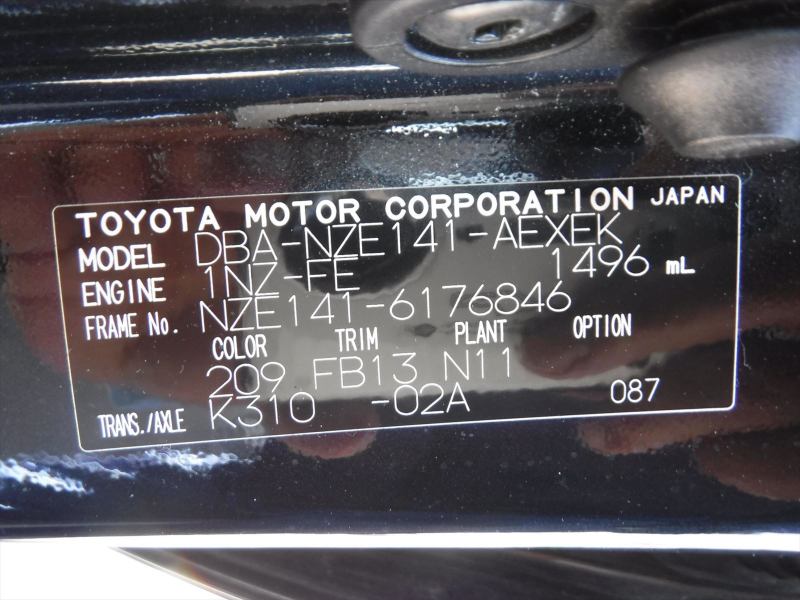 TOYOTA MOTOR CORPORATION JAPAN
MODEL DBA-NZE141-AEXEK
ENGINE 1NZ-FE 1496 mL
FRAME No. NZE141-6176846
COLOR TRIM PLANT OPTION
209 FB13 N11
TRANS./AXLE K310 -02A 087